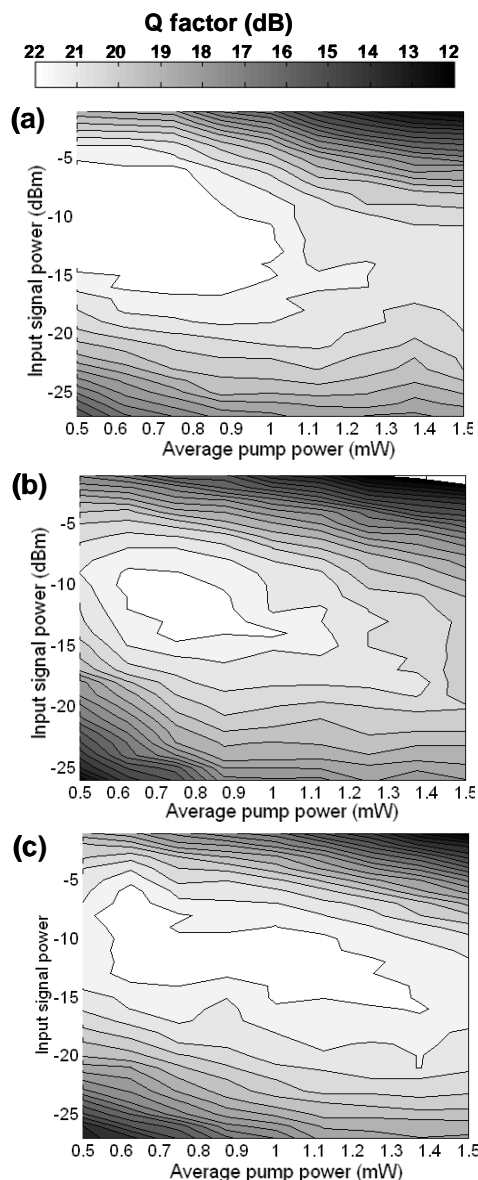 Q factor (dB)
22 21 20 19 18 17 16 15 14 13 12
(a)
Input signal power (dBm)
-5
-10
-15
-20
-25
0.5 0.6 0.7 0.8 0.9 1 1.1 1.2 1.3 1.4 1.5
Average pump power (mW)
(b)
Input signal power (dBm)
-5
-10
-15
-20
-25
0.5 0.6 0.7 0.8 0.9 1 1.1 1.2 1.3 1.4 1.5
Average pump power (mW)
(c)
Input signal power
-5
-10
-15
-20
-25
0.5 0.6 0.7 0.8 0.9 1 1.1 1.2 1.3 1.4 1.5
Average pump power (mW)